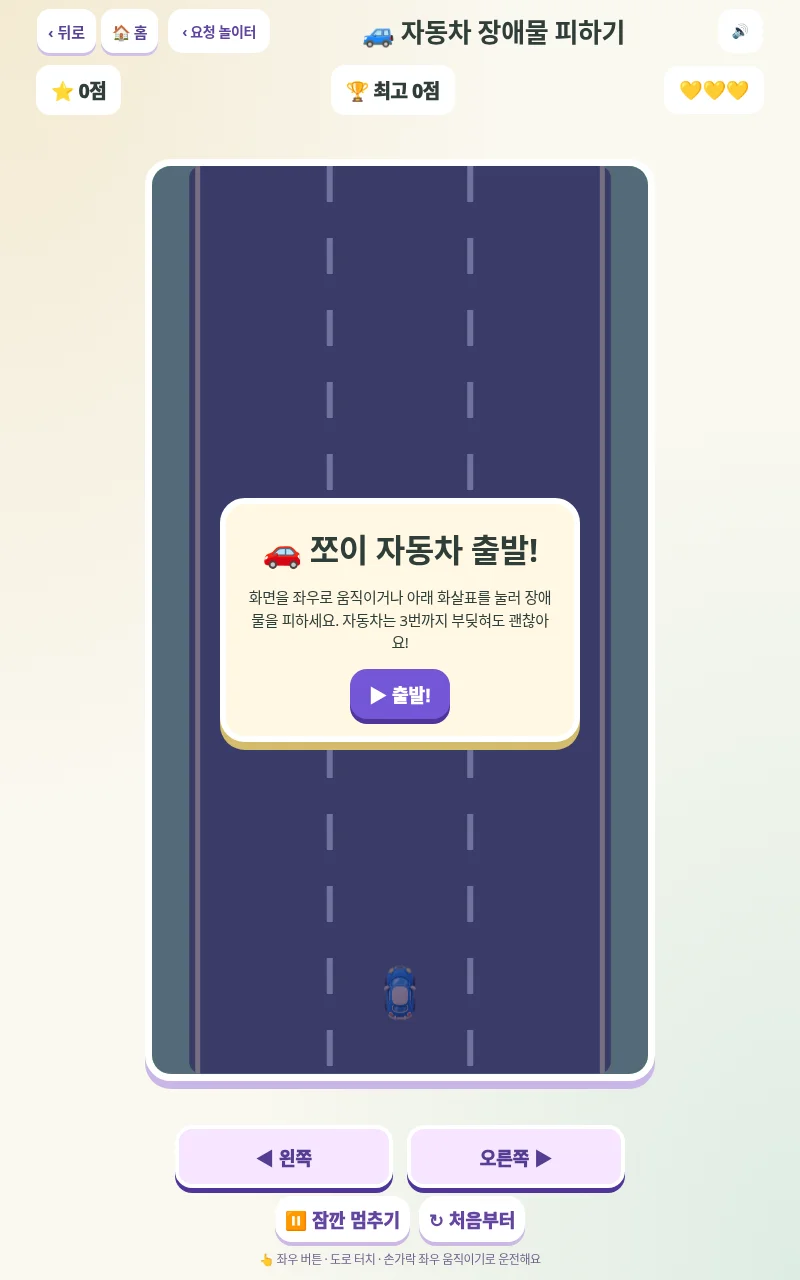 ‹ 뒤로
🏠 홈
‹ 요청 놀이터
🚙 자동차 장애물 피하기
🔊
⭐ 0점
🏆 최고 0점
💛💛💛
🚗 쪼이 자동차 출발!
화면을 좌우로 움직이거나 아래 화살표를 눌러 장애
물을 피하세요. 자동차는 3번까지 부딪혀도 괜찮아
요!
▶ 출발!
◀ 왼쪽
오른쪽 ▶
⏸ 잠깐 멈추기
↻ 처음부터
👆 좌우 버튼 · 도로 터치 · 손가락 좌우 움직이기로 운전해요